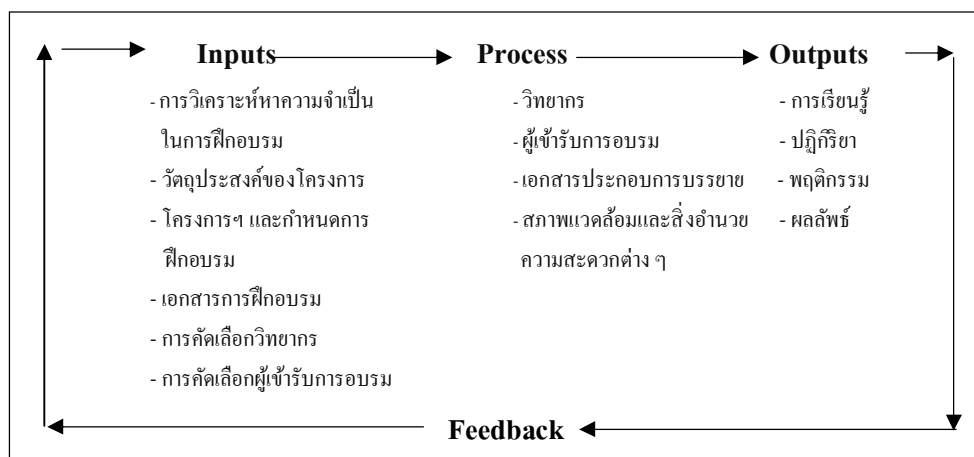 Inputs Process Outputs
- การวิเคราะห์หาความจำเป็น
ในการฝึกอบรม
- วัตถุประสงค์ของโครงการ
- โครงการฯ และกำหนดการ
ฝึกอบรม
- เอกสารการฝึกอบรม
- การคัดเลือกวิทยากร
- การคัดเลือกผู้เข้ารับการอบรม
- วิทยากร
- ผู้เข้ารับการอบรม
- เอกสารประกอบการบรรยาย
- สภาพแวดล้อมและสิ่งอำนวย
ความสะดวกต่าง ๆ
- การเรียนรู้
- ปฏิกิริยา
- พฤติกรรม
- ผลลัพธ์
Feedback